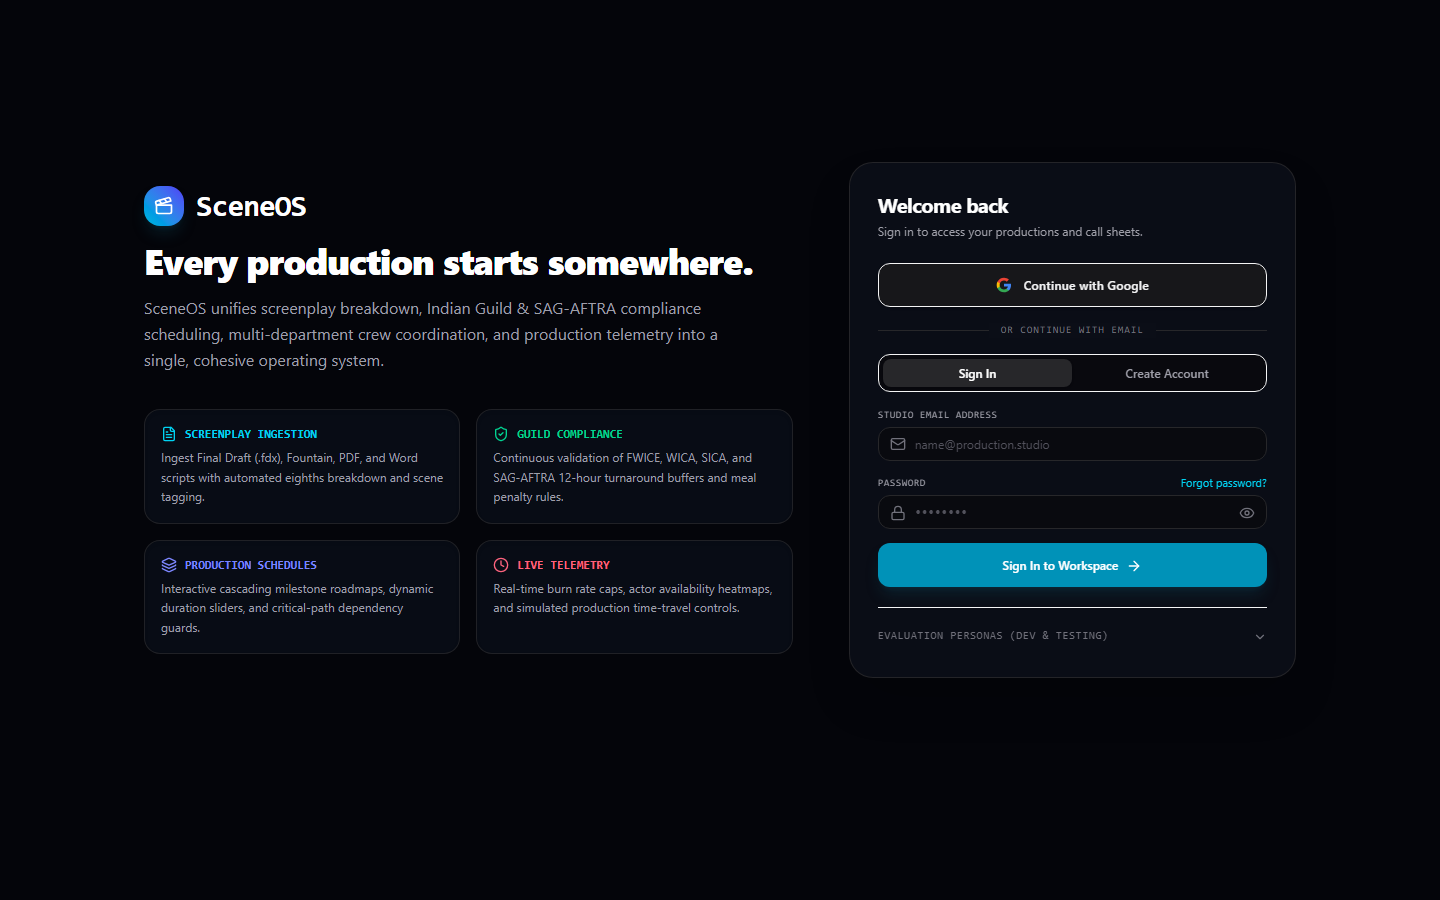 SceneOS
Every production starts somewhere.
SceneOS unifies screenplay breakdown, Indian Guild & SAG-AFTRA compliance
scheduling, multi-department crew coordination, and production telemetry into a
single, cohesive operating system.
SCREENPLAY INGESTION
Ingest Final Draft (.fdx), Fountain, PDF, and Word
scripts with automated eighths breakdown and scene
tagging.
GUILD COMPLIANCE
Continuous validation of FWICE, WICA, SICA, and
SAG-AFTRA 12-hour turnaround buffers and meal
penalty rules.
PRODUCTION SCHEDULES
Interactive cascading milestone roadmaps, dynamic
duration sliders, and critical-path dependency
guards.
LIVE TELEMETRY
Real-time burn rate caps, actor availability heatmaps,
and simulated production time-travel controls.
Welcome back
Sign in to access your productions and call sheets.
Continue with Google
OR CONTINUE WITH EMAIL
Sign In
Create Account
STUDIO EMAIL ADDRESS
name@production.studio
PASSWORD
Forgot password?
••••••••
Sign In to Workspace
EVALUATION PERSONAS (DEV & TESTING)